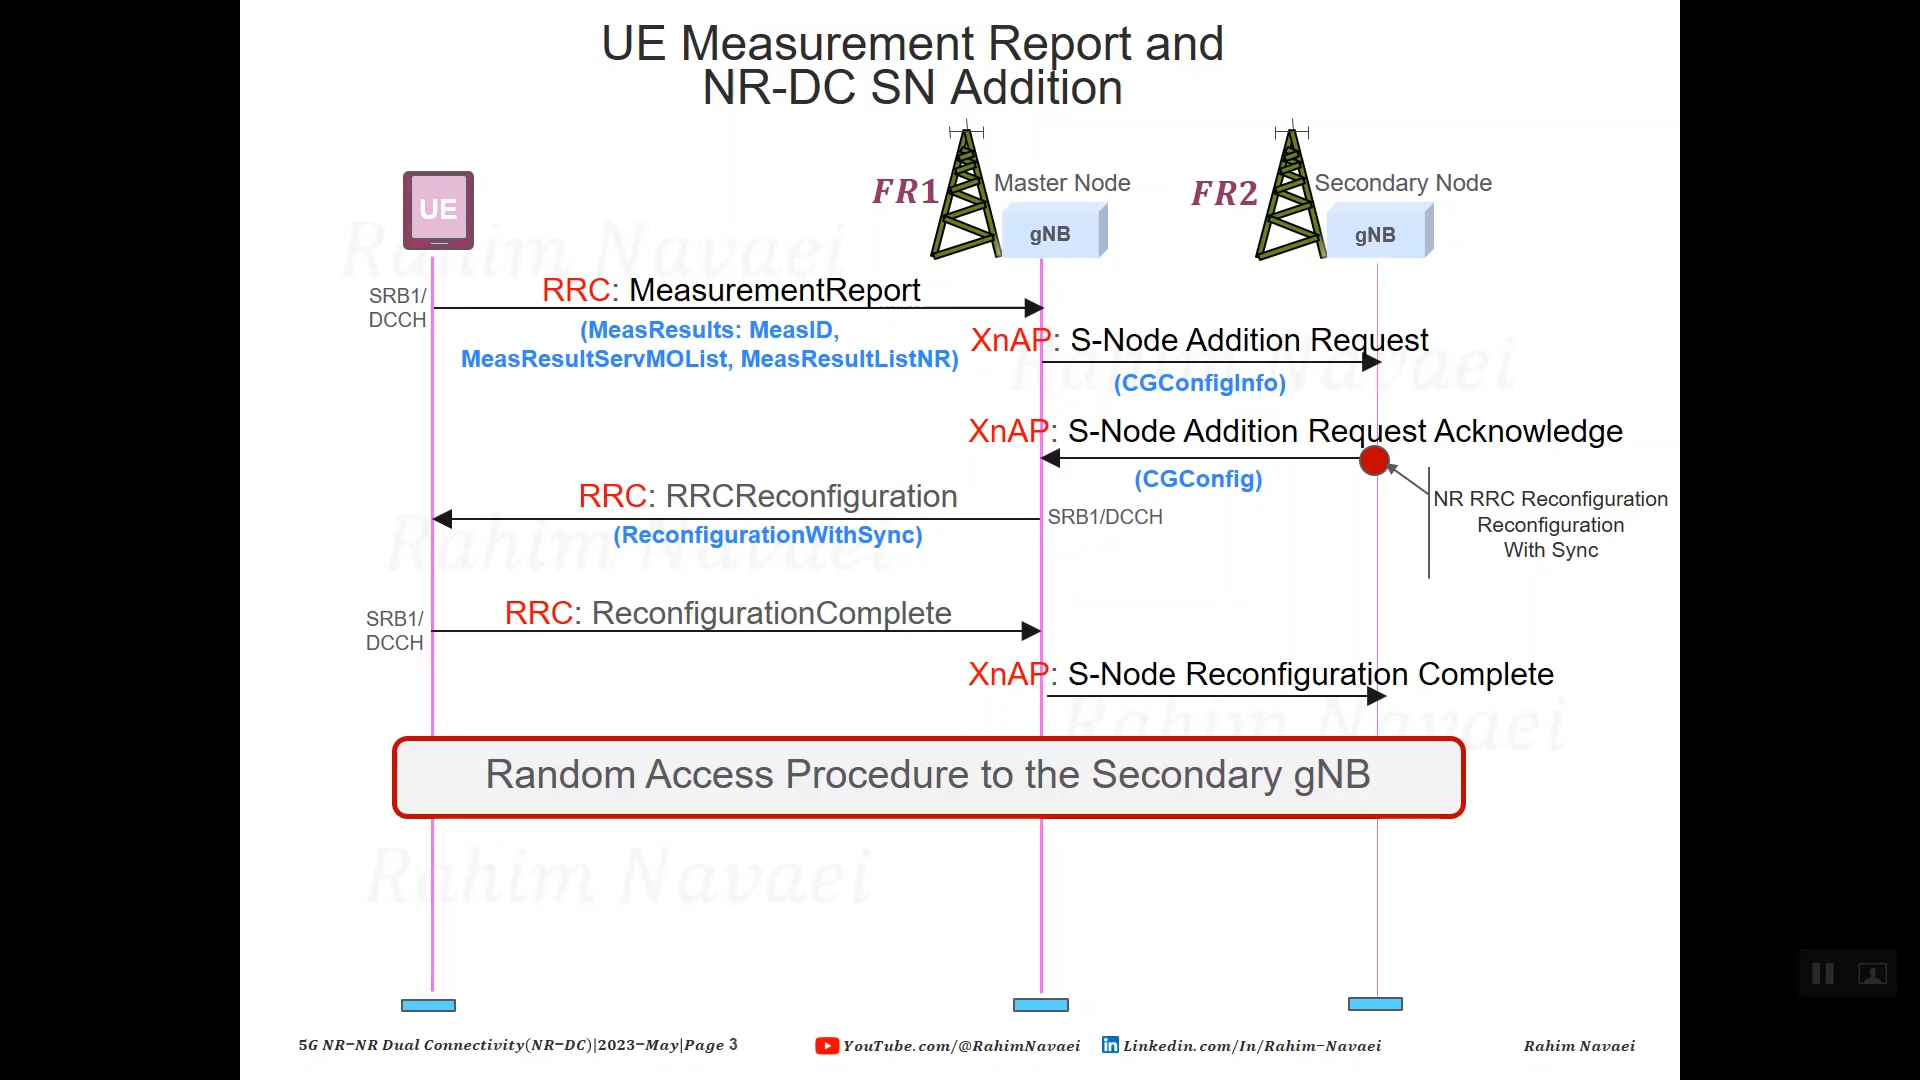 UE Measurement Report and
NR-DC SN Addition
UE
FR1
Master Node
gNB
FR2
Secondary Node
gNB
SRB1/
DCCH
RRC: MeasurementReport
(MeasResults: MeasID,
MeasResultServMOList, MeasResultListNR)
XnAP: S-Node Addition Request
(CGConfigInfo)
XnAP: S-Node Addition Request Acknowledge
(CGConfig)
NR RRC Reconfiguration
Reconfiguration
With Sync
RRC: RRCReconfiguration
(ReconfigurationWithSync)
SRB1/DCCH
SRB1/
DCCH
RRC: ReconfigurationComplete
XnAP: S-Node Reconfiguration Complete
Random Access Procedure to the Secondary gNB
Rahim Navaei
Rahim Navaei
Rahim Navaei
Rahim Navaei
Rahim Navaei
5G NR-NR Dual Connectivity(NR-DC)|2023-May|Page 3
YouTube.com/@RahimNavaei
in Linkedin.com/In/Rahim-Navaei
Rahim Navaei